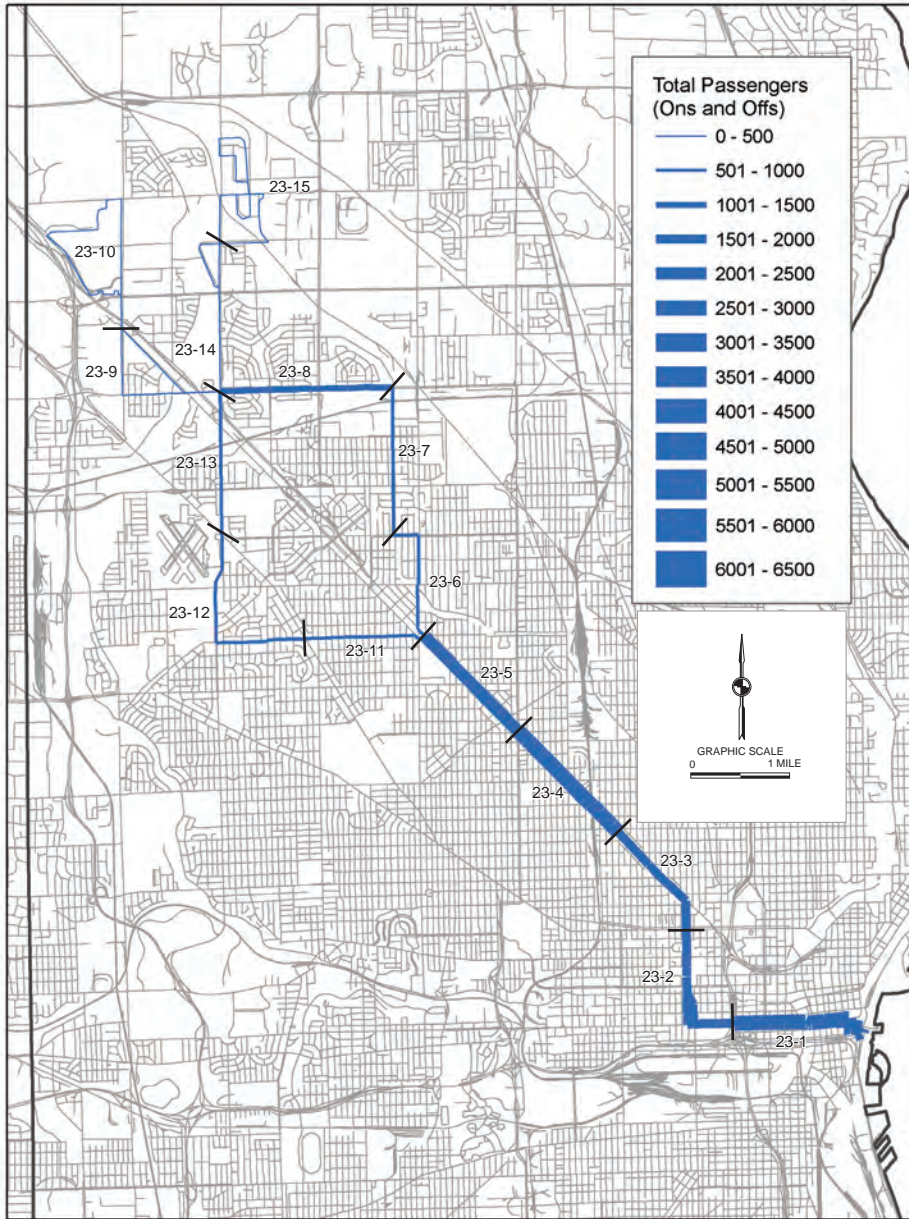 Total Passengers
(Ons and Offs)
0 - 500
501 - 1000
1001 - 1500
1501 - 2000
2001 - 2500
2501 - 3000
3001 - 3500
3501 - 4000
4001 - 4500
4501 - 5000
5001 - 5500
5501 - 6000
6001 - 6500
23-15
23-10
23-14
23-9
23-8
23-7
23-13
23-6
23-12
23-11
23-5
GRAPHIC SCALE
0 1 MILE
23-4
23-3
23-2
23-1